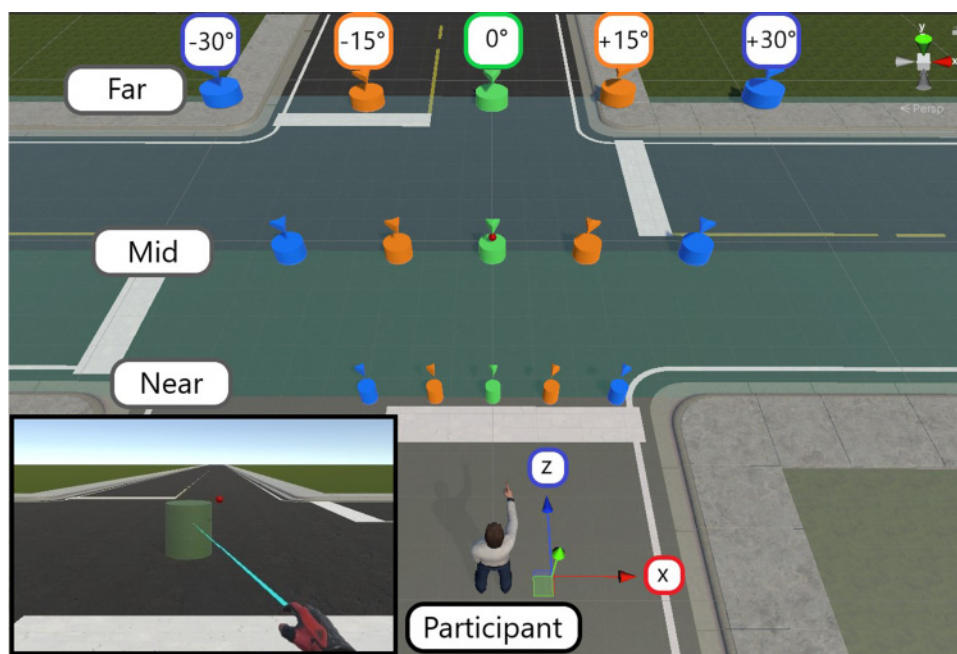 -30° -15° 0° +15° +30°
Far
y
x
< Persp
Mid
Near
z
x
Participant